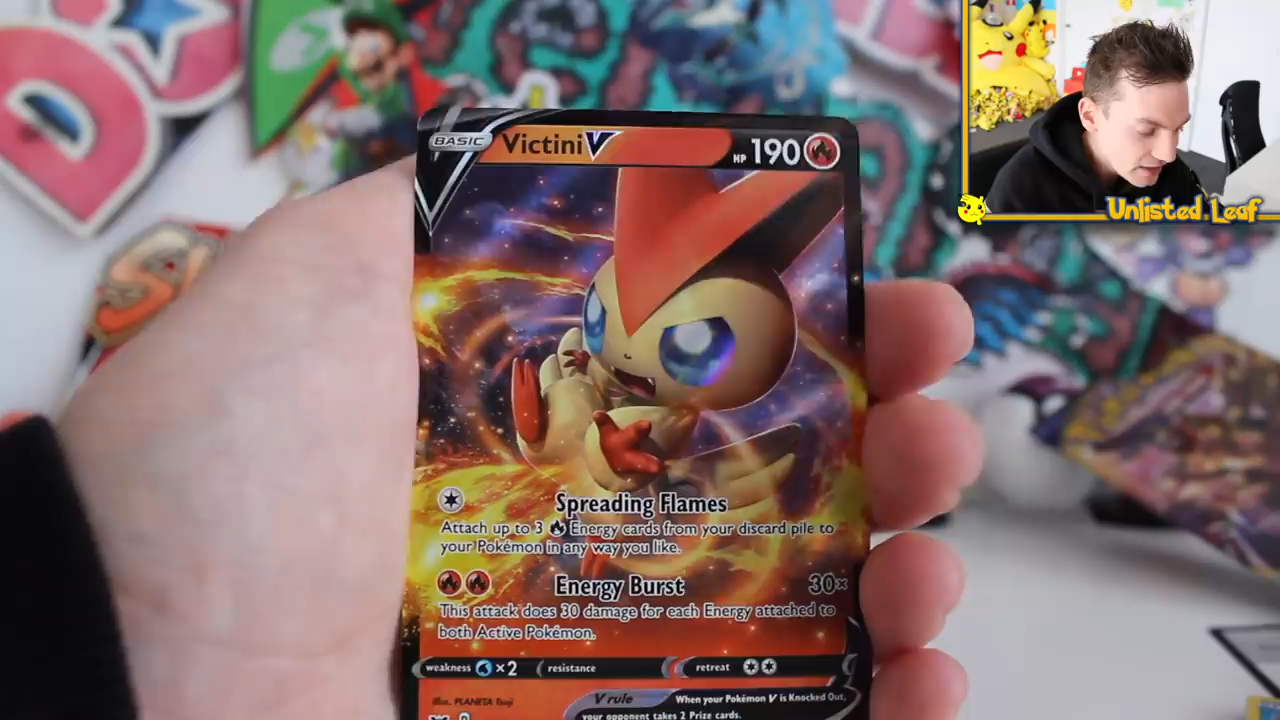 BASIC Victini V HP 190
Unlisted Leaf
Spreading Flames
Attach up to 3 Energy cards from your discard pile to
your Pokémon in any way you like.
Energy Burst 30×
This attack does 30 damage for each Energy attached to
both Active Pokémon.
weakness ×2 resistance retreat
Illus. PLANETA Tsuji
V rule When your Pokémon V is Knocked Out,
your opponent takes 2 Prize cards.